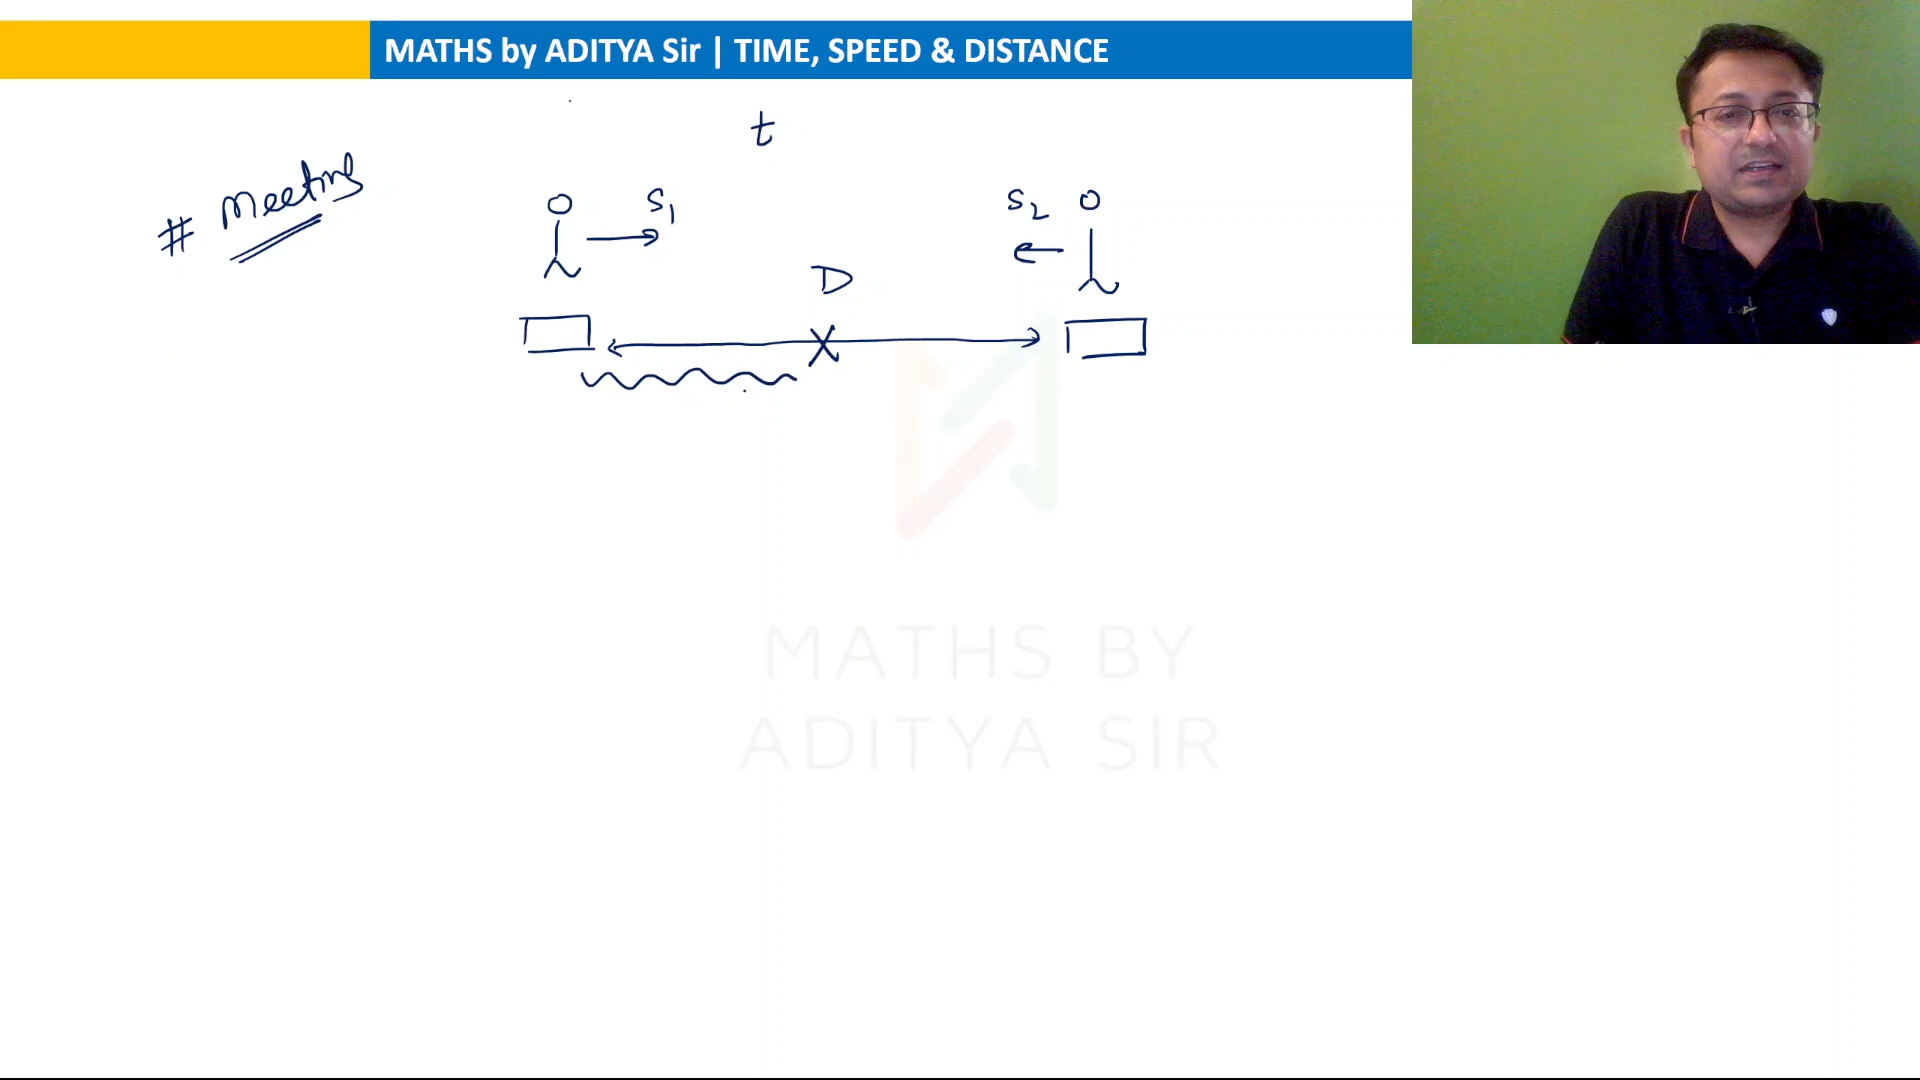 MATHS by ADITYA Sir | TIME, SPEED & DISTANCE
t
# Meeting
S1
S2
D
MATHS BY
ADITYA SIR